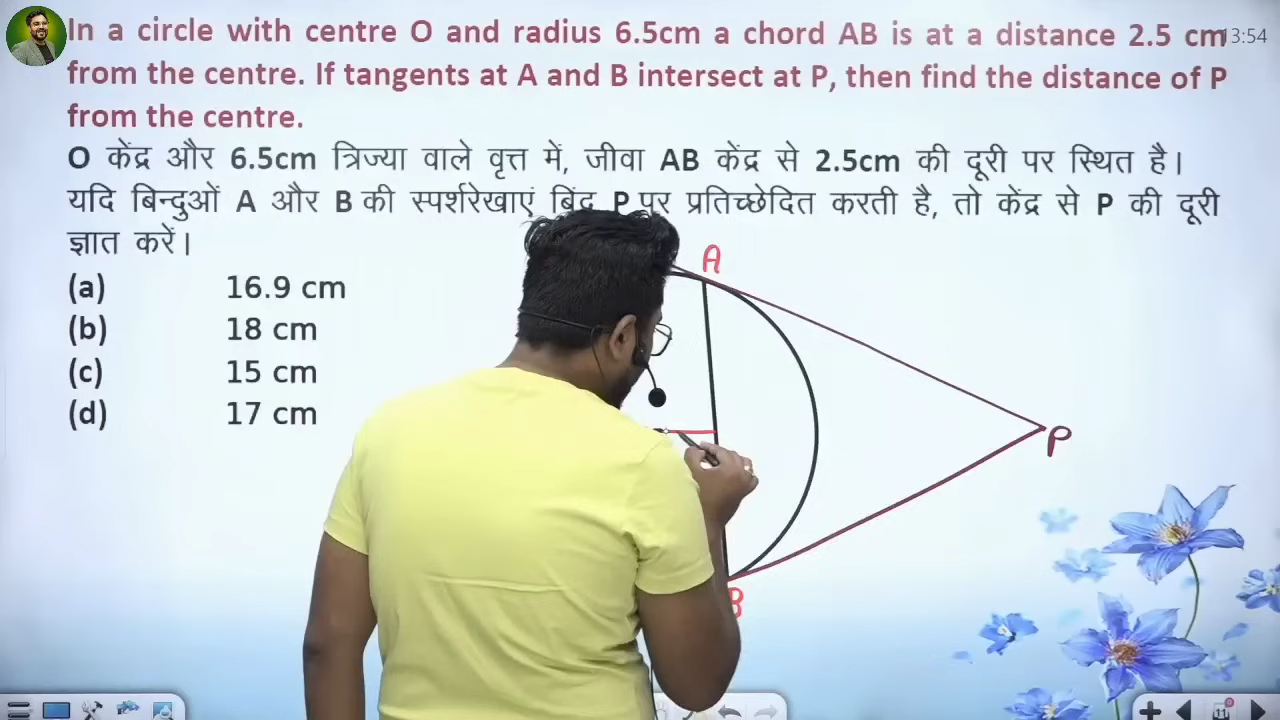 In a circle with centre O and radius 6.5cm a chord AB is at a distance 2.5 cm
13:54
from the centre. If tangents at A and B intersect at P, then find the distance of P
from the centre.
O केंद्र और 6.5cm त्रिज्या वाले वृत्त में, जीवा AB केंद्र से 2.5cm की दूरी पर स्थित है।
यदि बिन्दुओं A और B की स्पर्शरेखाएं बिंदु P पर प्रतिच्छेदित करती है, तो केंद्र से P की दूरी
ज्ञात करें।
(a) 16.9 cm
(b) 18 cm
(c) 15 cm
(d) 17 cm
A
P
B
11